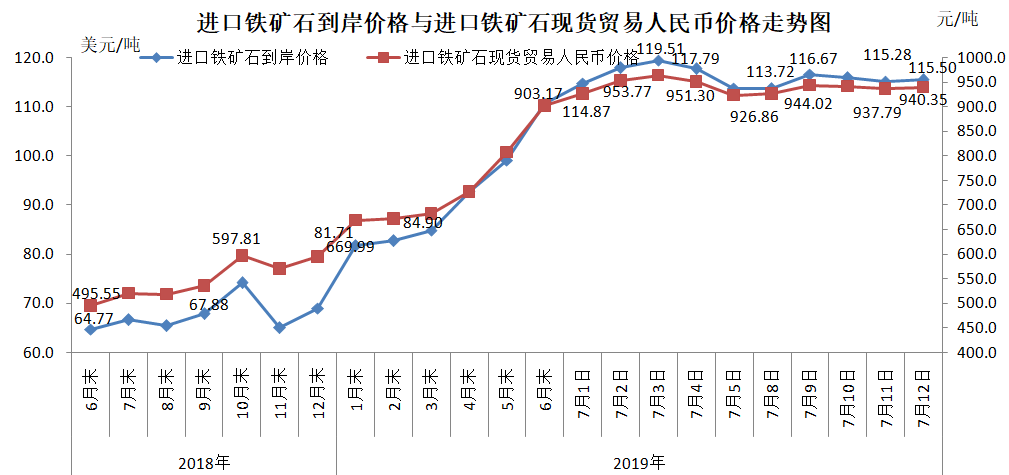 进口铁矿石到岸价格与进口铁矿石现货贸易人民币价格走势图
美元/吨
元/吨
进口铁矿石到岸价格
进口铁矿石现货贸易人民币价格
120.0
110.0
100.0
90.0
80.0
70.0
60.0
1000.0
950.0
900.0
850.0
800.0
750.0
700.0
650.0
600.0
550.0
500.0
450.0
400.0
495.55
64.77
67.88
597.81
81.71
669.99
84.90
903.17
114.87
953.77
119.51
117.79
951.30
926.86
113.72
116.67
944.02
115.28
937.79
115.50
940.35
6月末
7月末
8月末
9月末
10月末
11月末
12月末
1月末
2月末
3月末
4月末
5月末
6月末
7月1日
7月2日
7月3日
7月4日
7月5日
7月8日
7月9日
7月10日
7月11日
7月12日
2018年
2019年